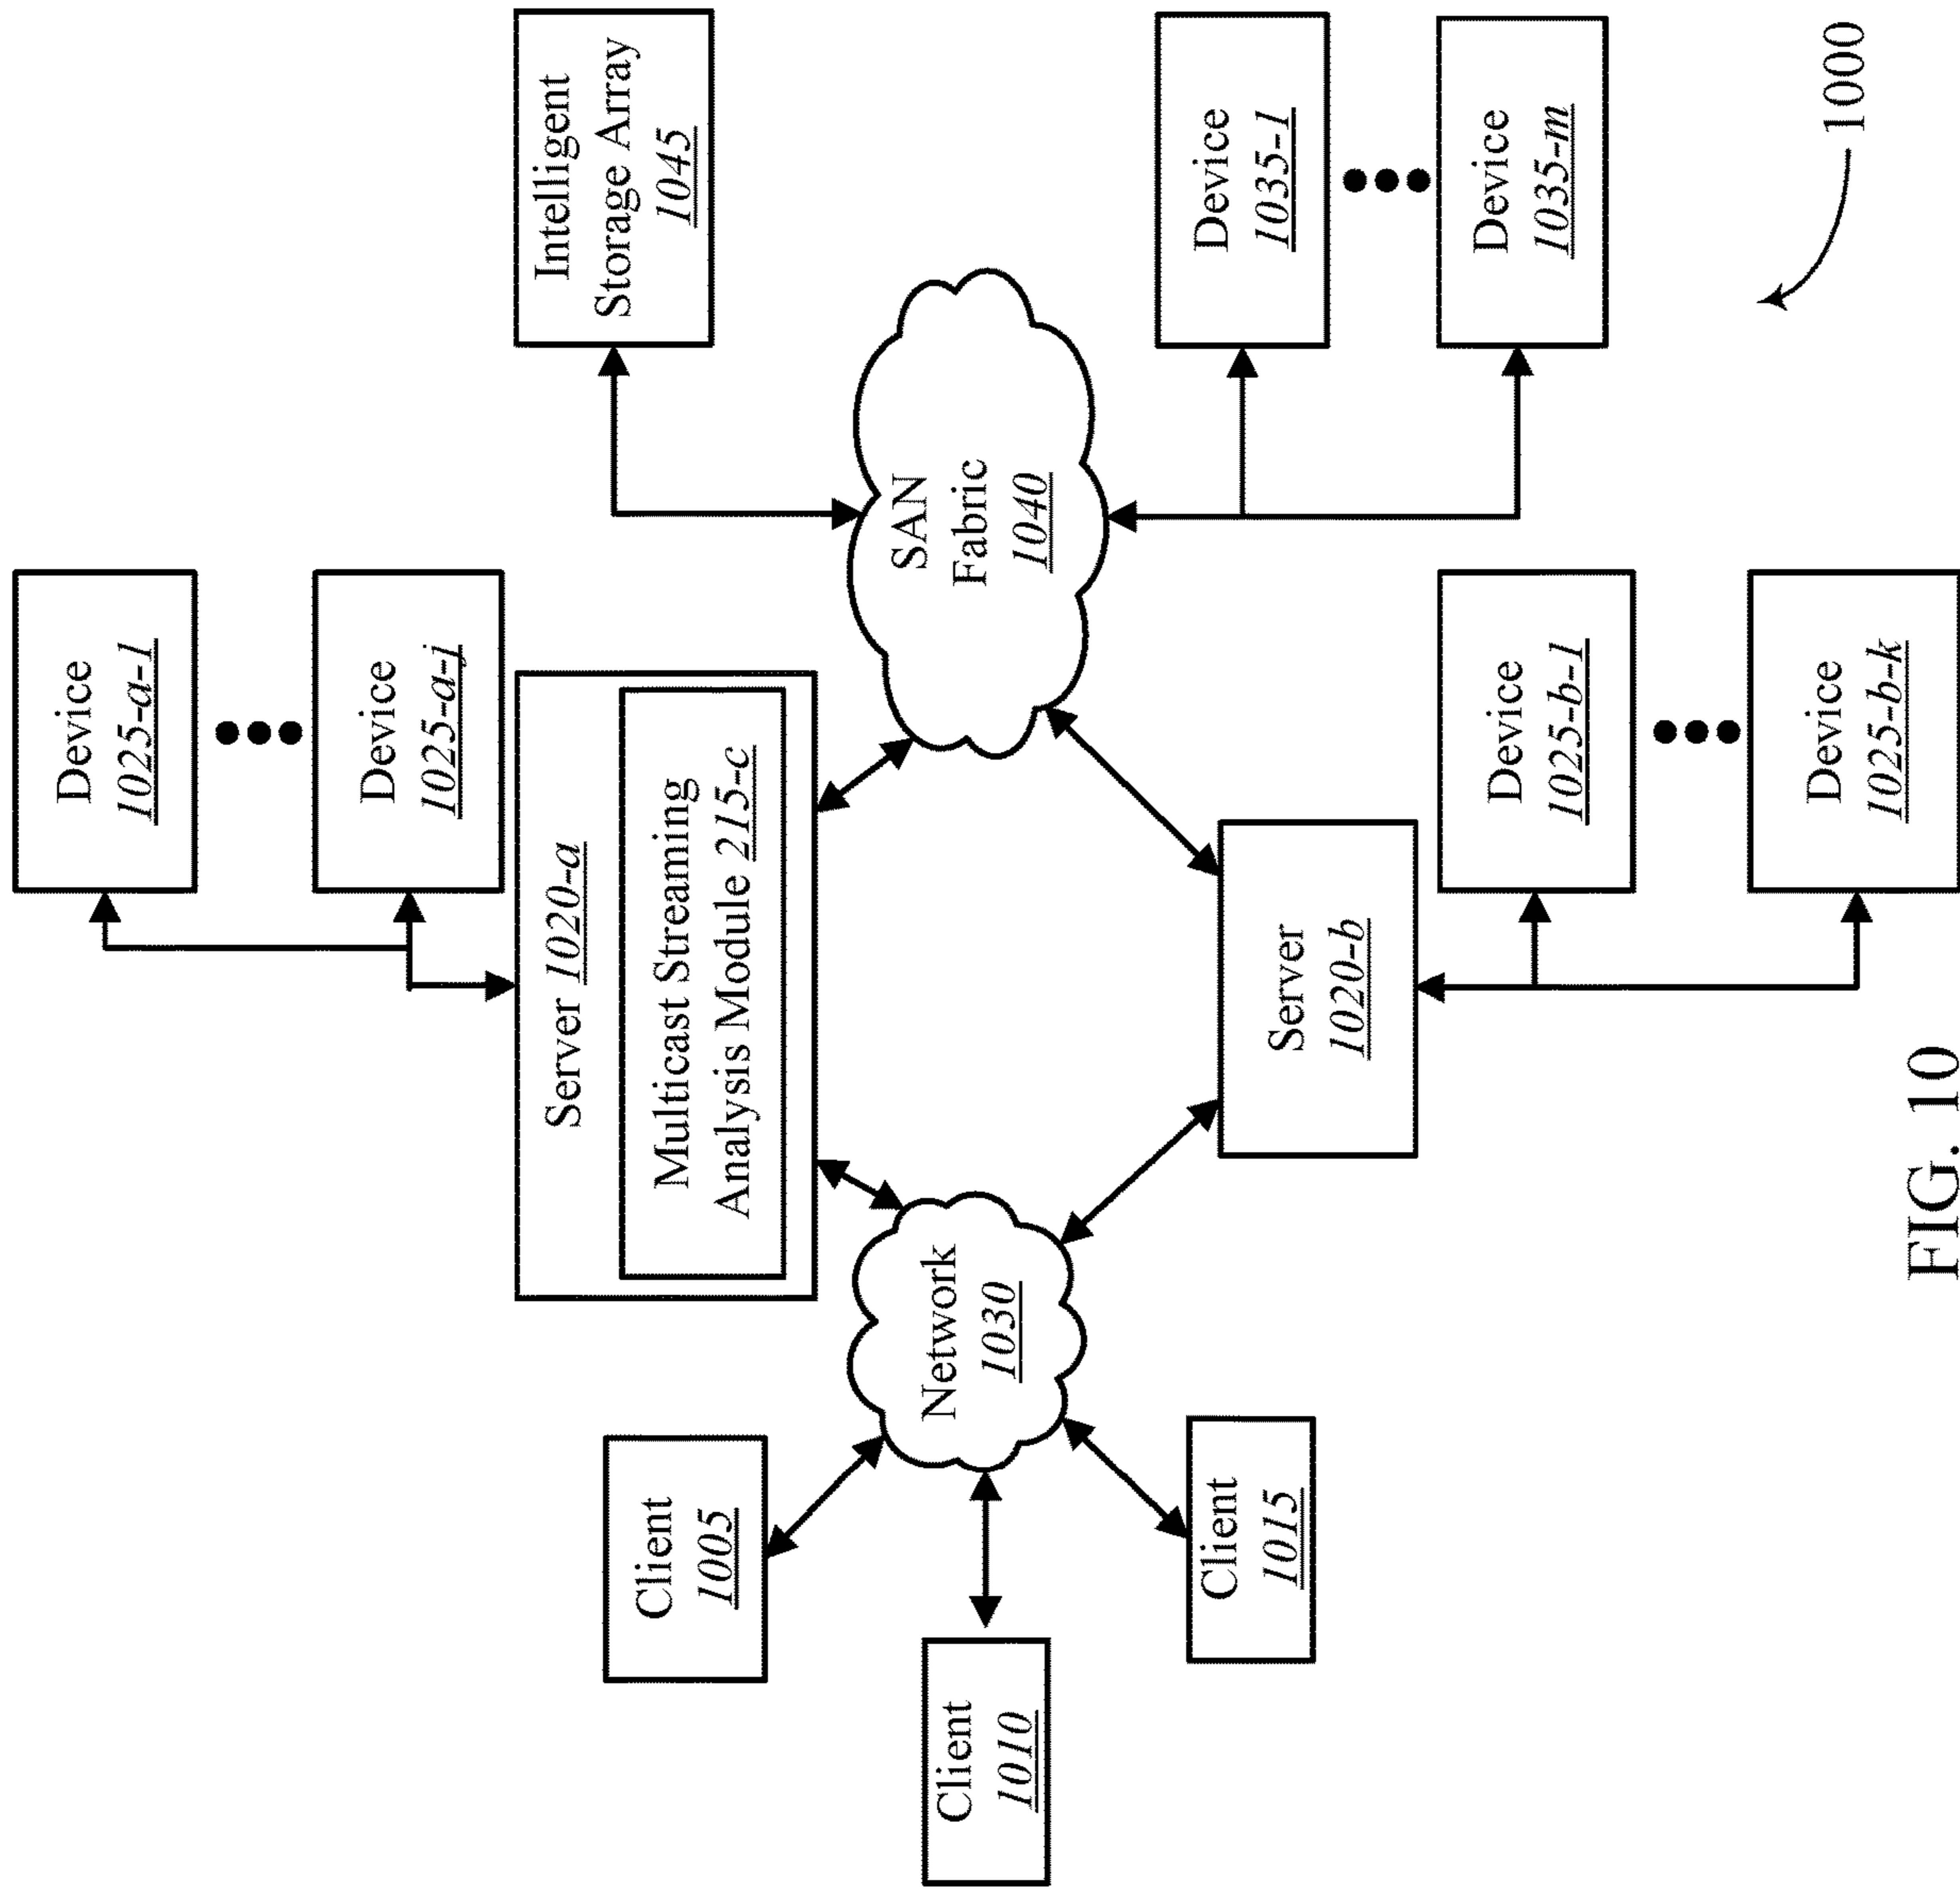 Device
1025-a-1
Device
1025-a-j
Server 1020-a
Multicast Streaming
Analysis Module 215-c
Intelligent
Storage Array
1045
Client
1005
Client
1010
Client
1015
Network
1030
SAN
Fabric
1040
Server
1020-b
Device
1035-1
Device
1035-m
Device
1025-b-1
Device
1025-b-k
1000
FIG. 10